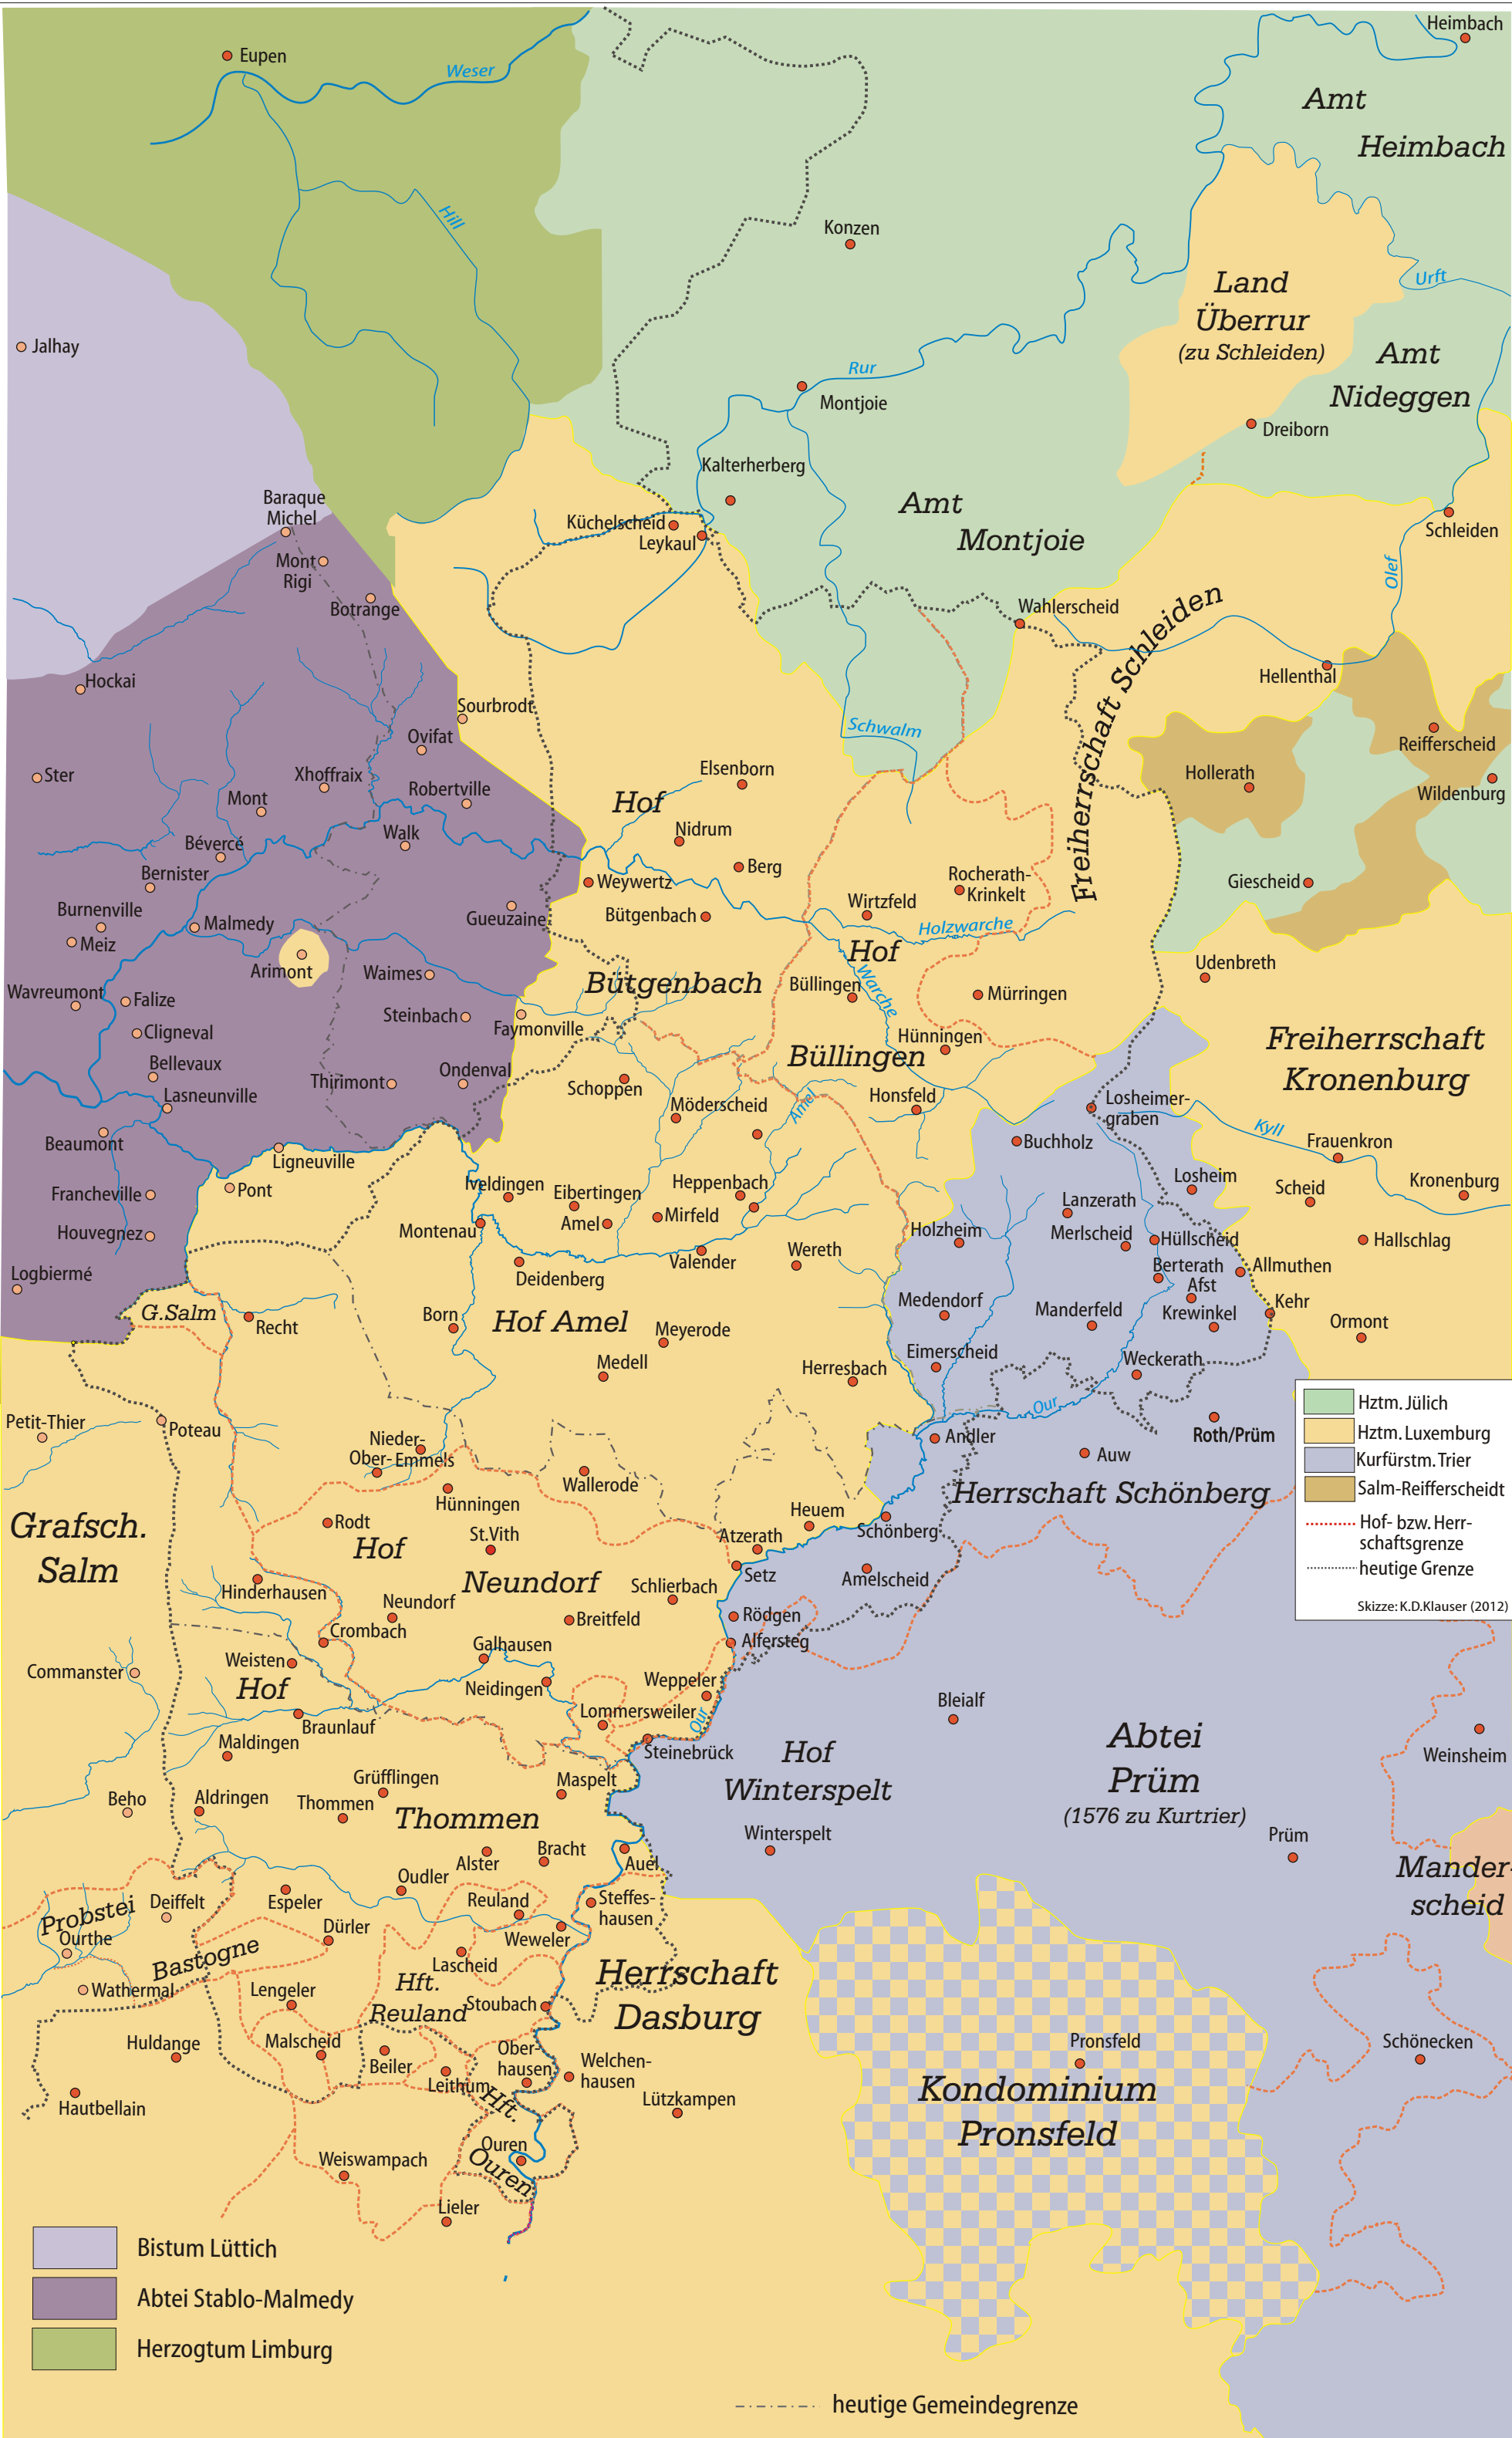 Heimbach
Eupen
Weser
Amt
Heimbach
Hill
Konzen
Land
Überrur
(zu Schleiden)
Urft
Jalhay
Rur
Amt
Nideggen
Montjoie
Dreiborn
Kalterherberg
Baraque
Michel
Amt
Montjoie
Küchelscheid
Leykaul
Schleiden
Mont
Rigi
Olef
Botrange
Wahlerscheid
Freiherrschaft Schleiden
Hellenthal
Hockai
Sourbrodt
Schwalm
Ovifat
Reifferscheid
Ster
Xhoffraix
Elsenborn
Hollerath
Robertville
Wildenburg
Mont
Hof
Walk
Nidrum
Bévercé
Berg
Bernister
Weywertz
Rocherath-
Krinkelt
Giescheid
Burnenville
Malmedy
Gueuzaine
Bütgenbach
Wirtzfeld
Holzwarche
Meiz
Hof
Arimont
Waimes
Udenbreth
Bütgenbach
Büllingen
Warche
Mürringen
Wavreumont
Falize
Steinbach
Faymonville
Cligneval
Hünningen
Freiherrschaft
Kronenburg
Büllingen
Bellevaux
Thirimont
Ondenval
Schoppen
Lasneuville
Möderscheid
Amel
Honsfeld
Losheimer-
graben
Kyll
Beaumont
Buchholz
Frauenkron
Ligneuville
Pont
Francheville
Iveldingen
Eibertingen
Heppenbach
Losheim
Scheid
Kronenburg
Lanzerath
Houvegnez
Montenau
Amel
Mirfeld
Holzheim
Merlscheid
Hüllscheid
Hallschlag
Logbiermé
Valender
Wereth
Deidenberg
Berterath
Allmuthen
Afst
G.Salm
Recht
Born
Hof Amel
Medendorf
Manderfeld
Krewinkel
Kehr
Ormont
Meyerode
Medell
Herresbach
Eimerscheid
Weckerath
Hztm. Jülich
Hztm. Luxemburg
Kurfürstm. Trier
Salm-Reifferscheidt
Hof- bzw. Herr-
schaftsgrenze
heutige Grenze
Skizze: K.D.Klauser (2012)
Petit-Thier
Poteau
Our
Andler
Roth/Prüm
Nieder-
Ober-Emmels
Auw
Wallerode
Hünningen
Herrschaft Schönberg
Heuem
Schönberg
Grafsch.
Salm
Rodt
Hof
St.Vith
Atzerath
Setz
Amelscheid
Neundorf
Hinderhausen
Schlierbach
Neundorf
Breitfeld
Rödgen
Crombach
Alfersteg
Galhausen
Commanster
Weisten
Hof
Neidingen
Weppeler
Lommersweiler
Our
Bleialf
Braunlauf
Steinebrück
Maldingen
Hof
Winterspelt
Abtei
Prüm
(1576 zu Kurtrier)
Weinsheim
Grüfflingen
Maspelt
Beho
Aldringen
Thommen
Thommen
Winterspelt
Prüm
Alster
Bracht
Auel
Mander-
scheid
Oudler
Probstei
Deiffelt
Espeler
Reuland
Steffes-
hausen
Ourthe
Dürler
Weweler
Bastogne
Lascheid
Wathermal
Lengeler
Hft.
Reuland
Stoubach
Herrschaft
Dasburg
Huldange
Malscheid
Beiler
Ober-
hausen
Pronsfeld
Schönecken
Leithum
Welchen-
hausen
Hautbellain
Hft.
Ouren
Lützkampen
Kondominium
Pronsfeld
Ouren
Weiswampach
Lieler
Bistum Lüttich
Abtei Stablo-Malmedy
Herzogtum Limburg
heutige Gemeindegrenze